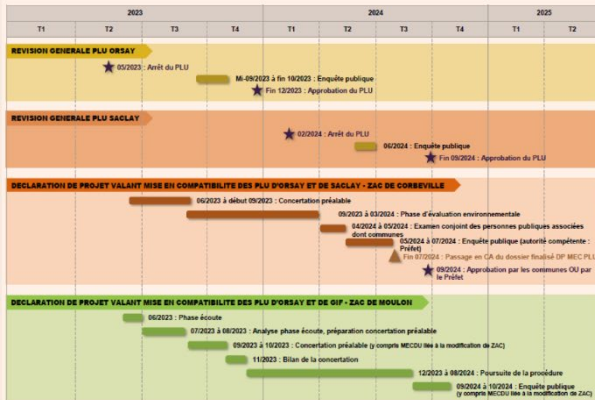 2023 2024 2025
T1 T2 T3 T4 T1 T2 T3 T4 T1 T2
REVISION GENERALE PLU ORSAY
05/2023 : Arrêt du PLU
Mi-09/2023 à fin 10/2023 : Enquête publique
Fin 12/2023 : Approbation du PLU
REVISION GENERALE PLU SACLAY
02/2024 : Arrêt du PLU
06/2024 : Enquête publique
Fin 09/2024 : Approbation du PLU
DECLARATION DE PROJET VALANT MISE EN COMPATIBILITE DES PLU D'ORSAY ET DE SACLAY - ZAC DE CORBEVILLE
06/2023 à début 09/2023 : Concertation préalable
09/2023 à 03/2024 : Phase d'évaluation environnementale
04/2024 à 05/2024 : Examen conjoint des personnes publiques associées
dont communes
05/2024 à 07/2024 : Enquête publique (autorité compétente :
Préfet)
Fin 07/2024 : Passage en CA du dossier finalisé DP MEC PLU
09/2024 : Approbation par les communes OU par
le Préfet
DECLARATION DE PROJET VALANT MISE EN COMPATIBILITE DES PLU D'ORSAY ET DE GIF - ZAC DE MOULON
06/2023 : Phase écoute
07/2023 à 08/2023 : Analyse phase écoute, préparation concertation préalable
09/2023 à 10/2023 : Concertation préalable (y compris MECDU liée à la modification de ZAC)
11/2023 : Bilan de la concertation
12/2023 à 08/2024 : Poursuite de la procédure
09/2024 à 10/2024 : Enquête publique
(y compris MECDU liée à la modification de ZAC)